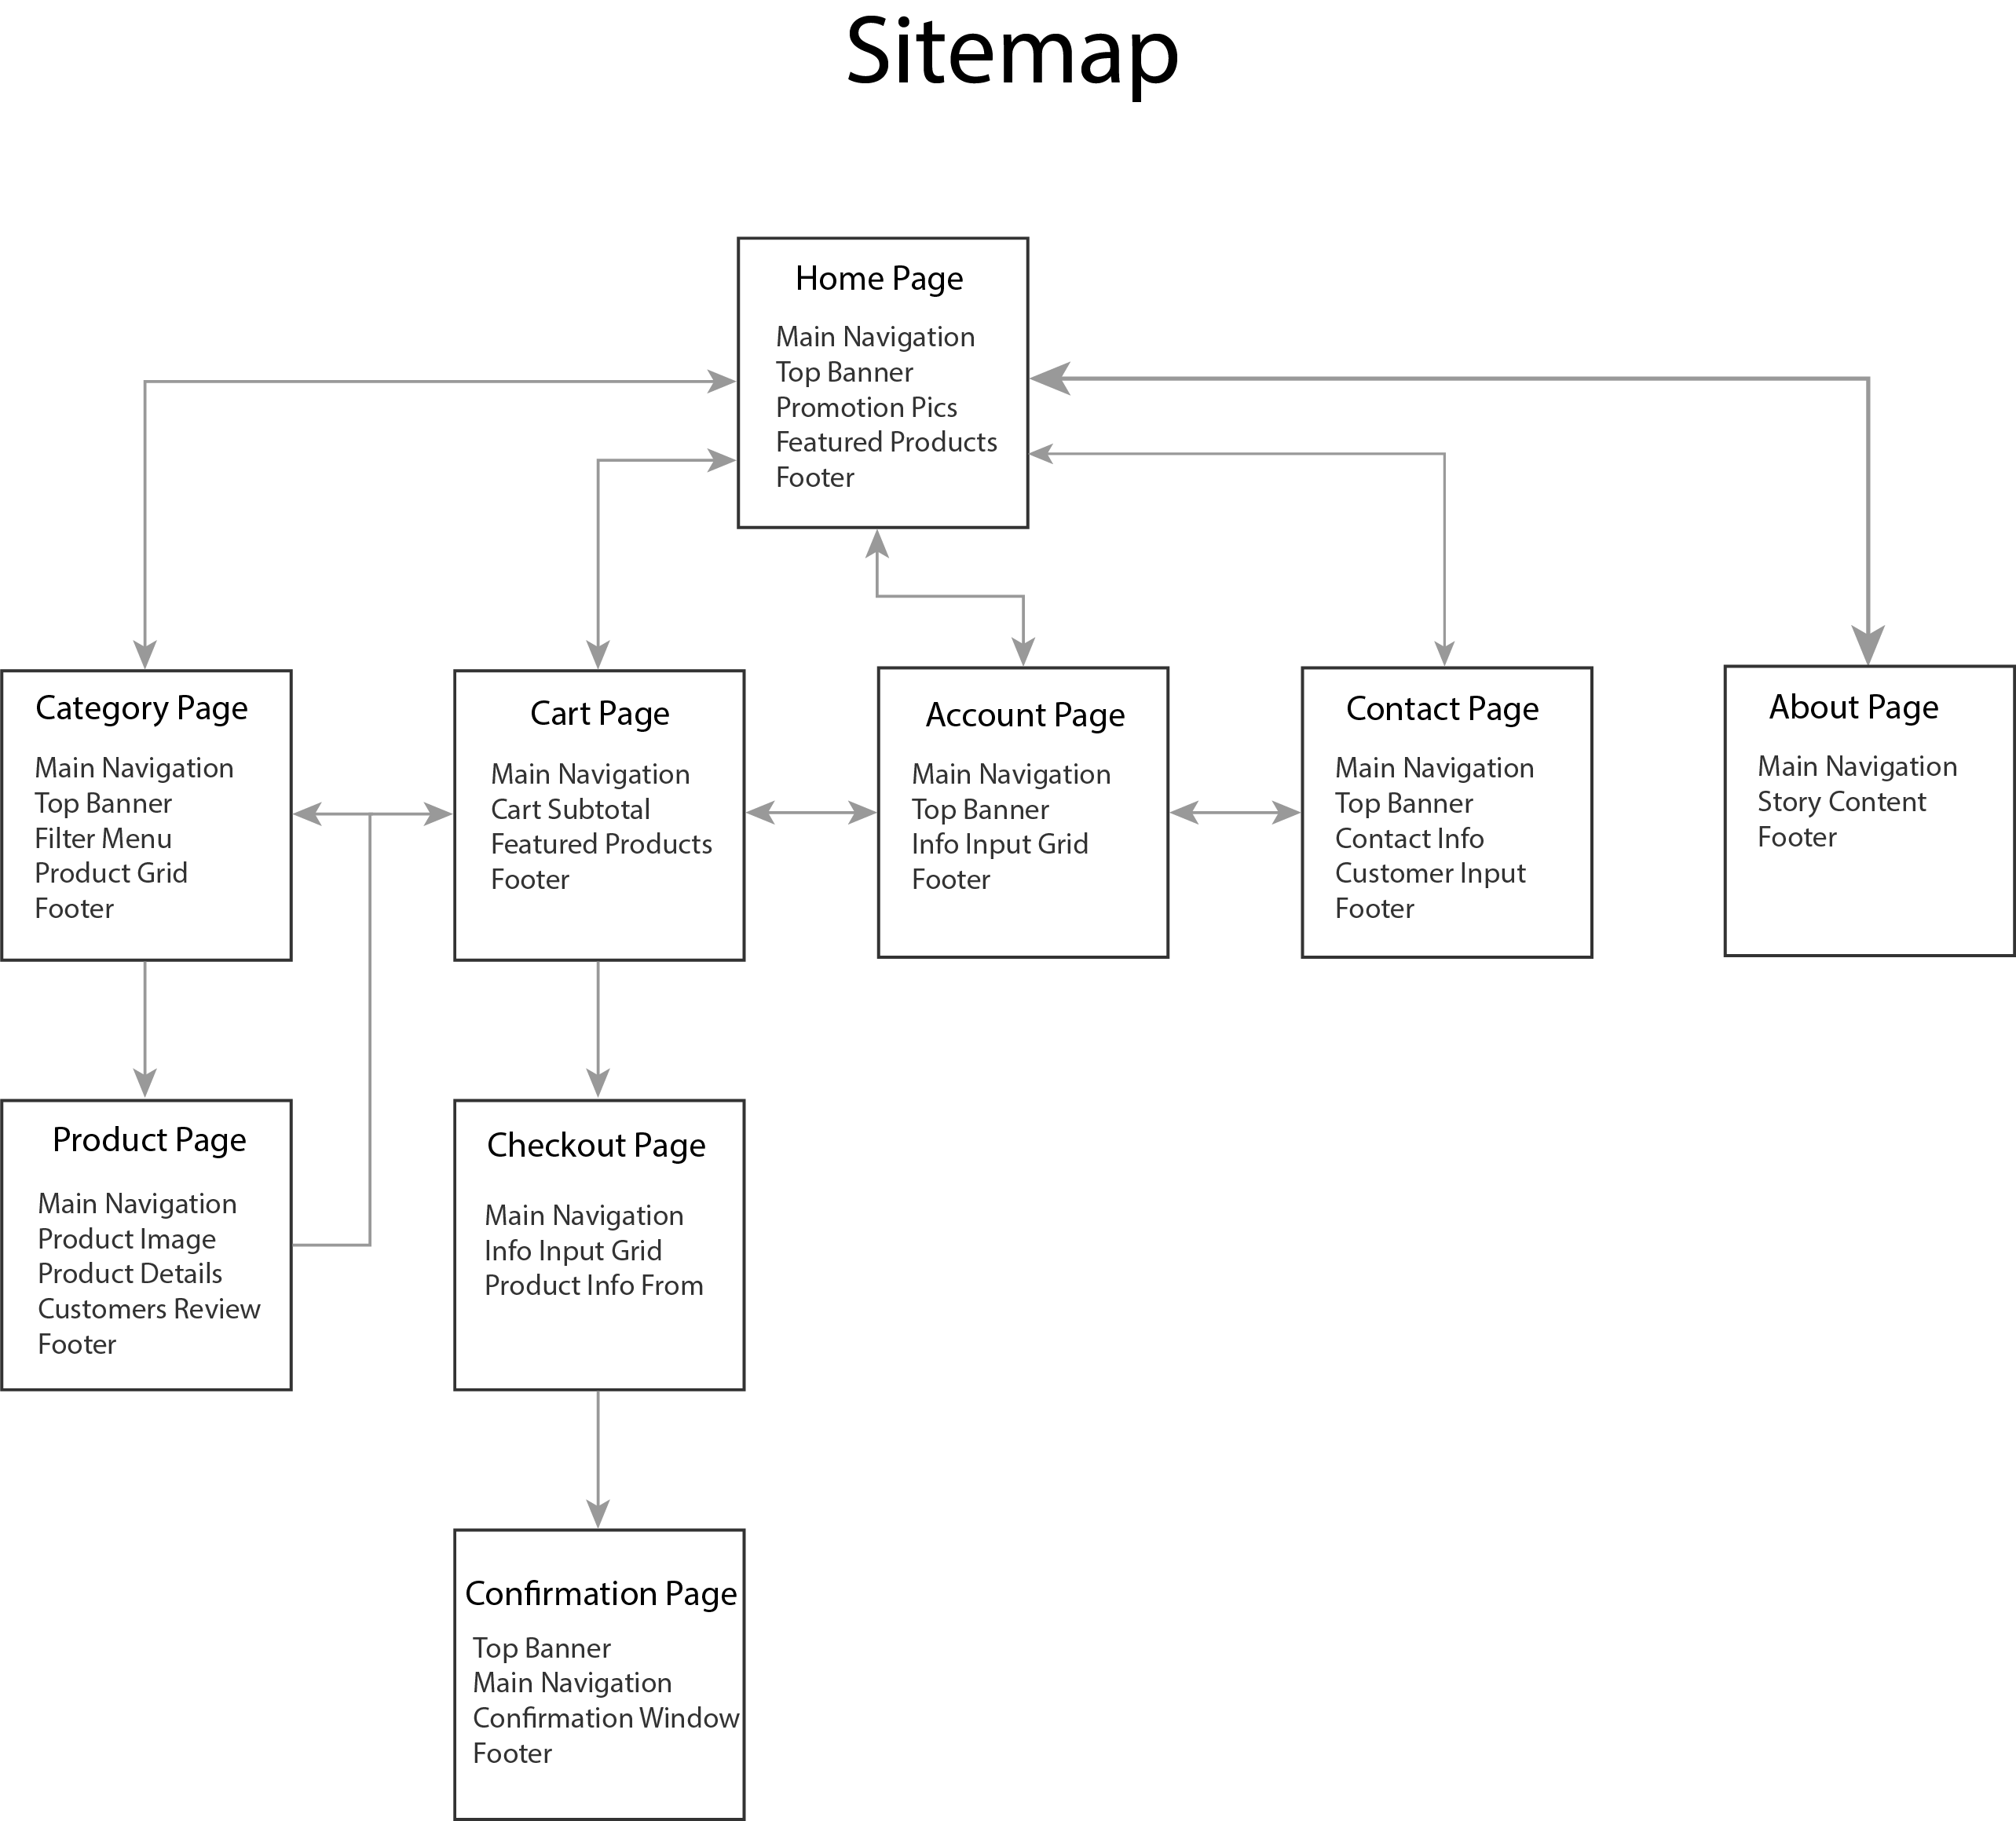 Sitemap
Home Page
Main Navigation
Top Banner
Promotion Pics
Featured Products
Footer
Category Page
Main Navigation
Top Banner
Filter Menu
Product Grid
Footer
Cart Page
Main Navigation
Cart Subtotal
Featured Products
Footer
Account Page
Main Navigation
Top Banner
Info Input Grid
Footer
Contact Page
Main Navigation
Top Banner
Contact Info
Customer Input
Footer
About Page
Main Navigation
Story Content
Footer
Product Page
Main Navigation
Product Image
Product Details
Customers Review
Footer
Checkout Page
Main Navigation
Info Input Grid
Product Info From
Confirmation Page
Top Banner
Main Navigation
Confirmation Window
Footer